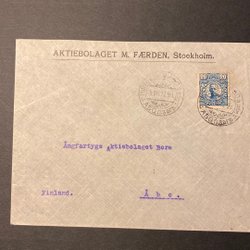 AKTIEBOLAGET M. FÆRDEN, Stockholm.
Ångfartygs Aktiebolaget Bore
Finland.
Å b o .